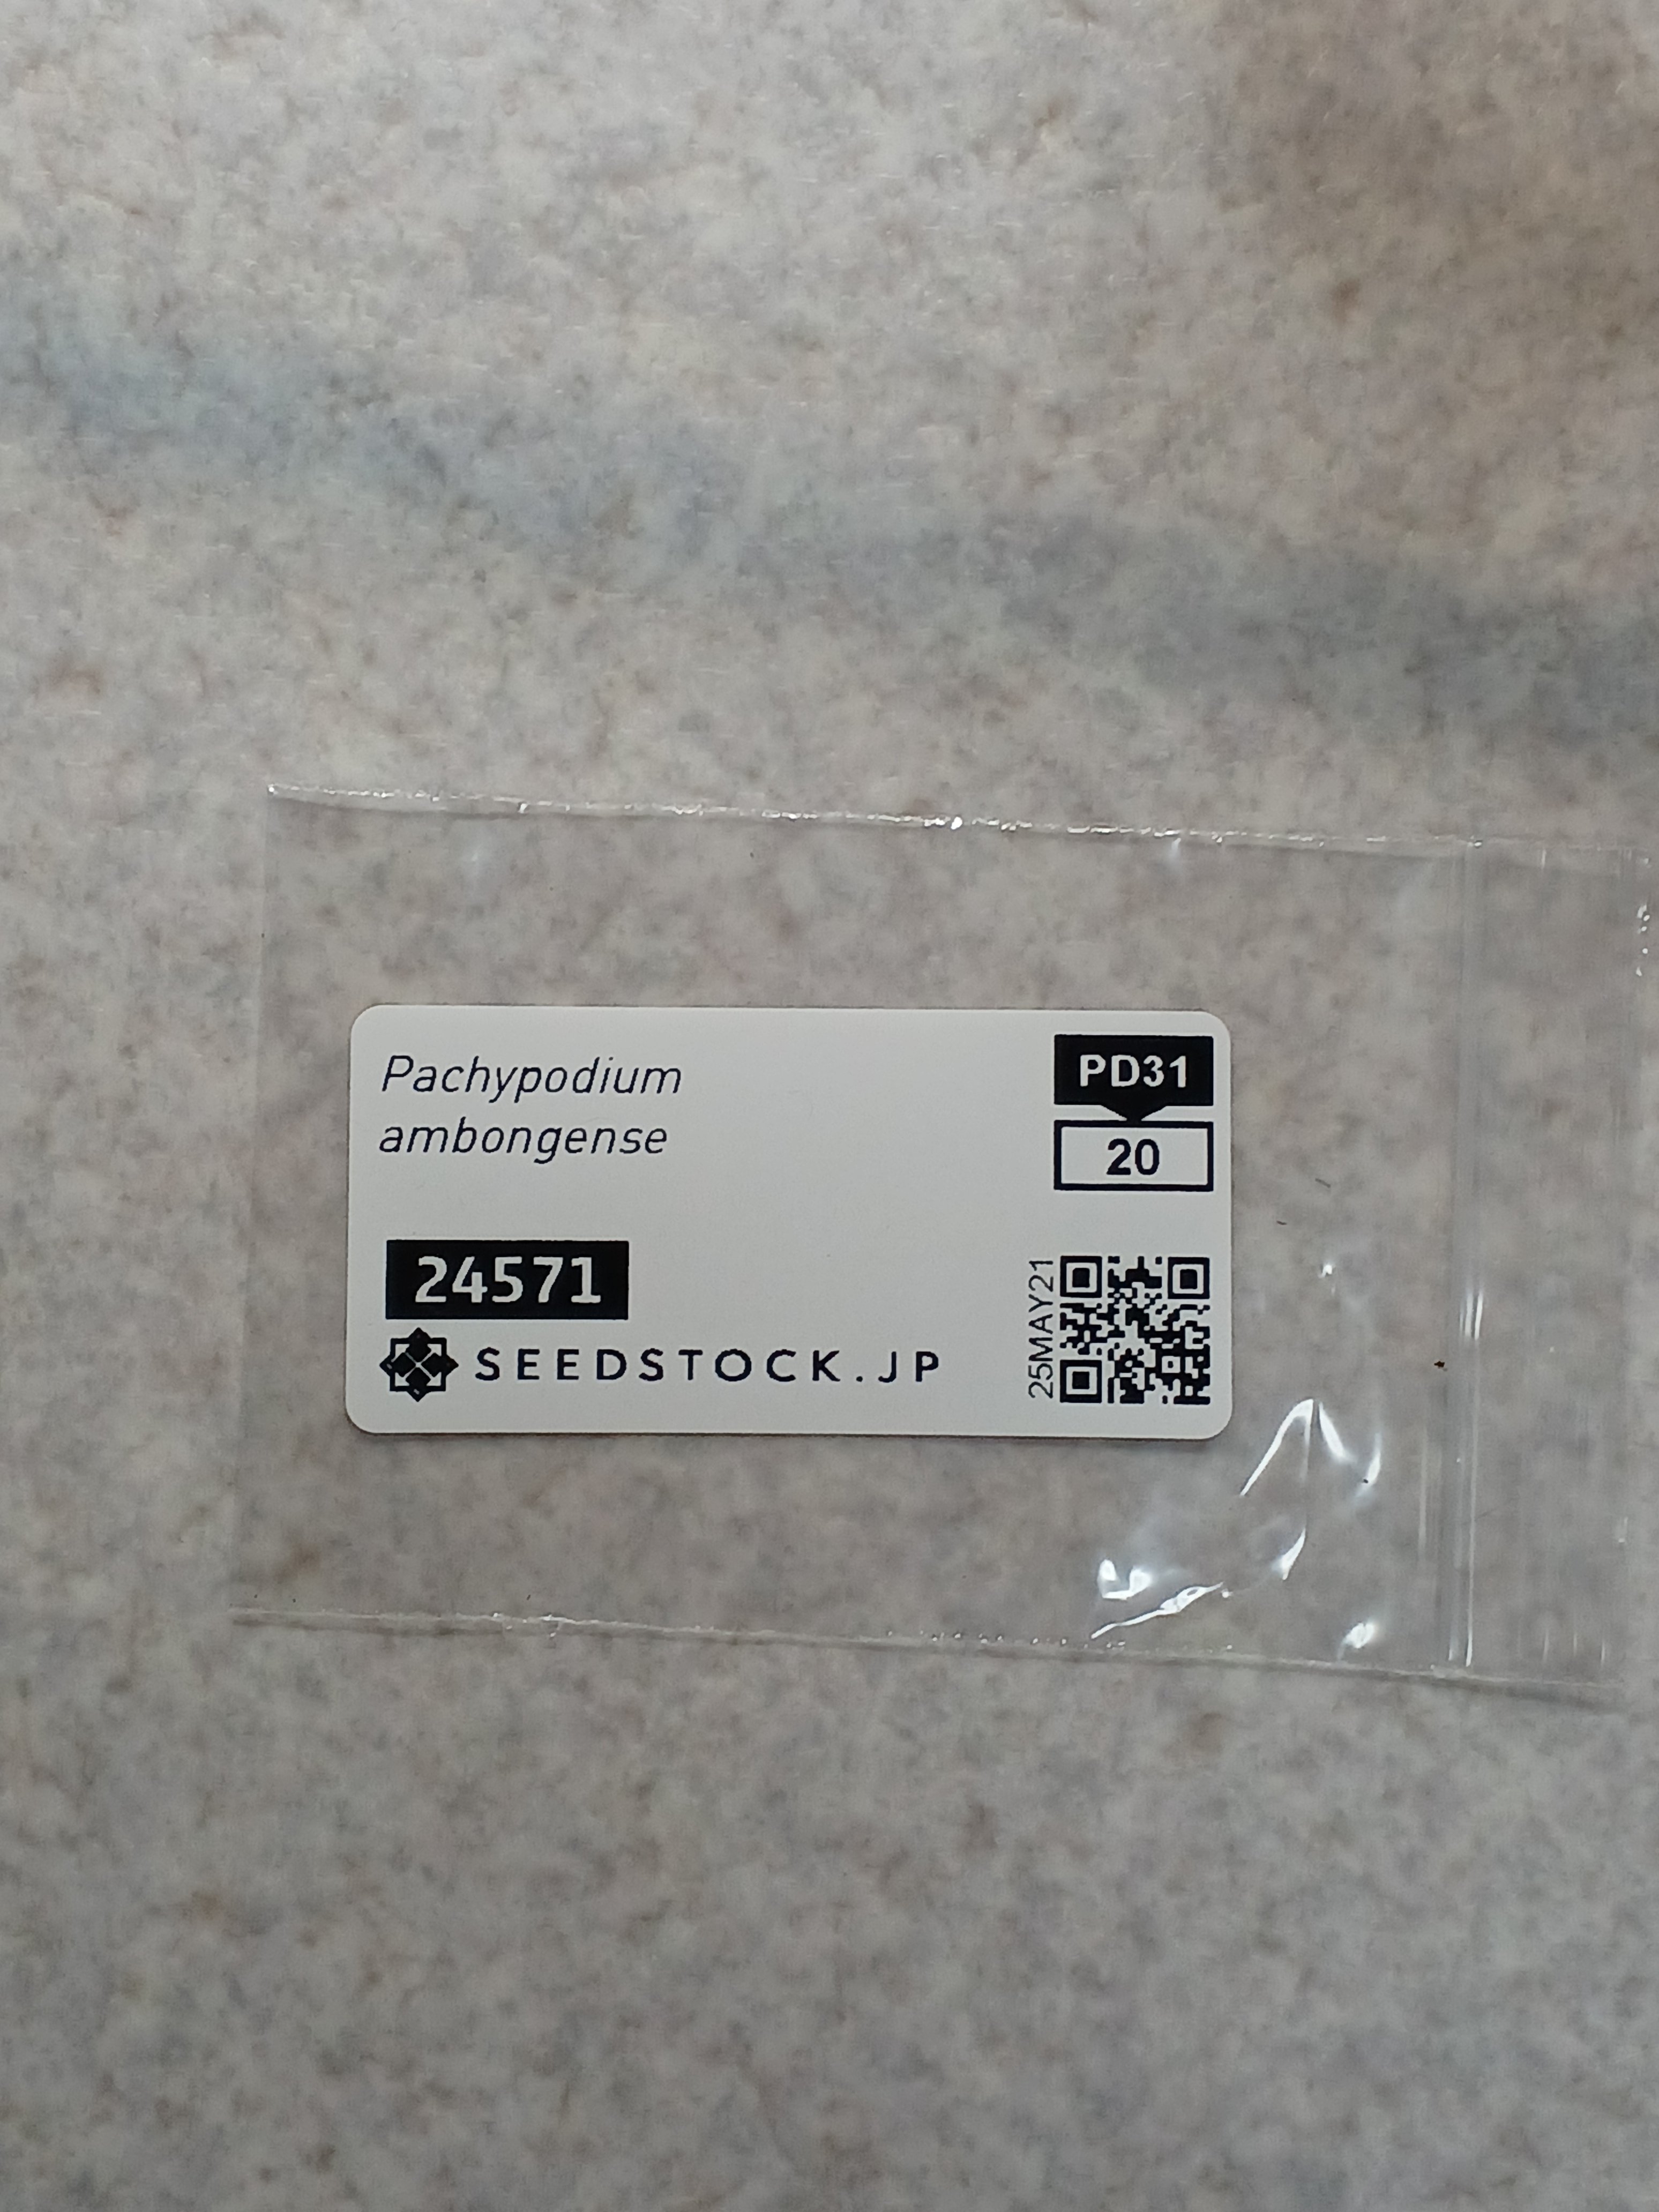 Pachypodium
ambongense
PD31
20
24571
SEEDSTOCK.JP
25MAY21